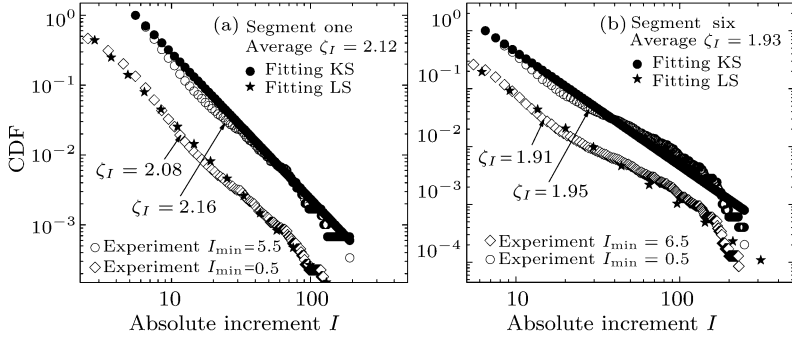 (a) Segment one
Average ζ_I = 2.12
● Fitting KS
★ Fitting LS
10^0
10^-1
10^-2
10^-3
CDF
ζ_I = 2.08
ζ_I = 2.16
○ Experiment I_min=5.5
◇ Experiment I_min=0.5
10
100
Absolute increment I
(b) Segment six
Average ζ_I = 1.93
● Fitting KS
★ Fitting LS
10^0
10^-1
10^-2
10^-3
10^-4
ζ_I=1.91
ζ_I=1.95
◇ Experiment I_min = 6.5
○ Experiment I_min = 0.5
10
100
Absolute increment I